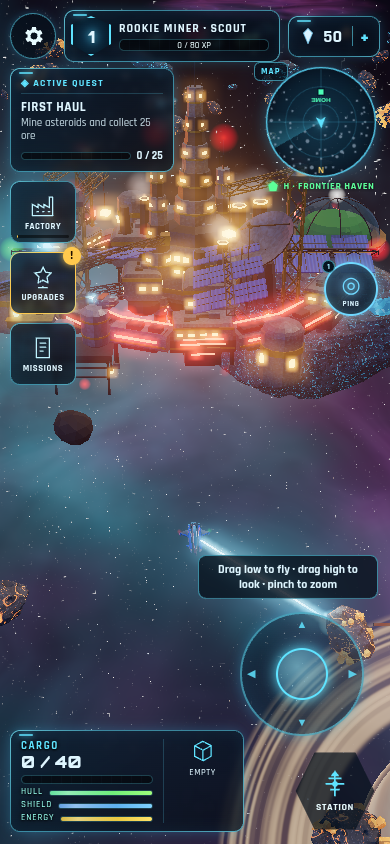 1
ROOKIE MINER · SCOUT
0 / 80 XP
50
+
ACTIVE QUEST
FIRST HAUL
Mine asteroids and collect 25
ore
0 / 25
MAP
HOME
N
H · FRONTIER HAVEN
FACTORY
!
UPGRADES
1
PING
MISSIONS
Drag low to fly · drag high to
look · pinch to zoom
CARGO
0 / 40
EMPTY
HULL
SHIELD
ENERGY
STATION